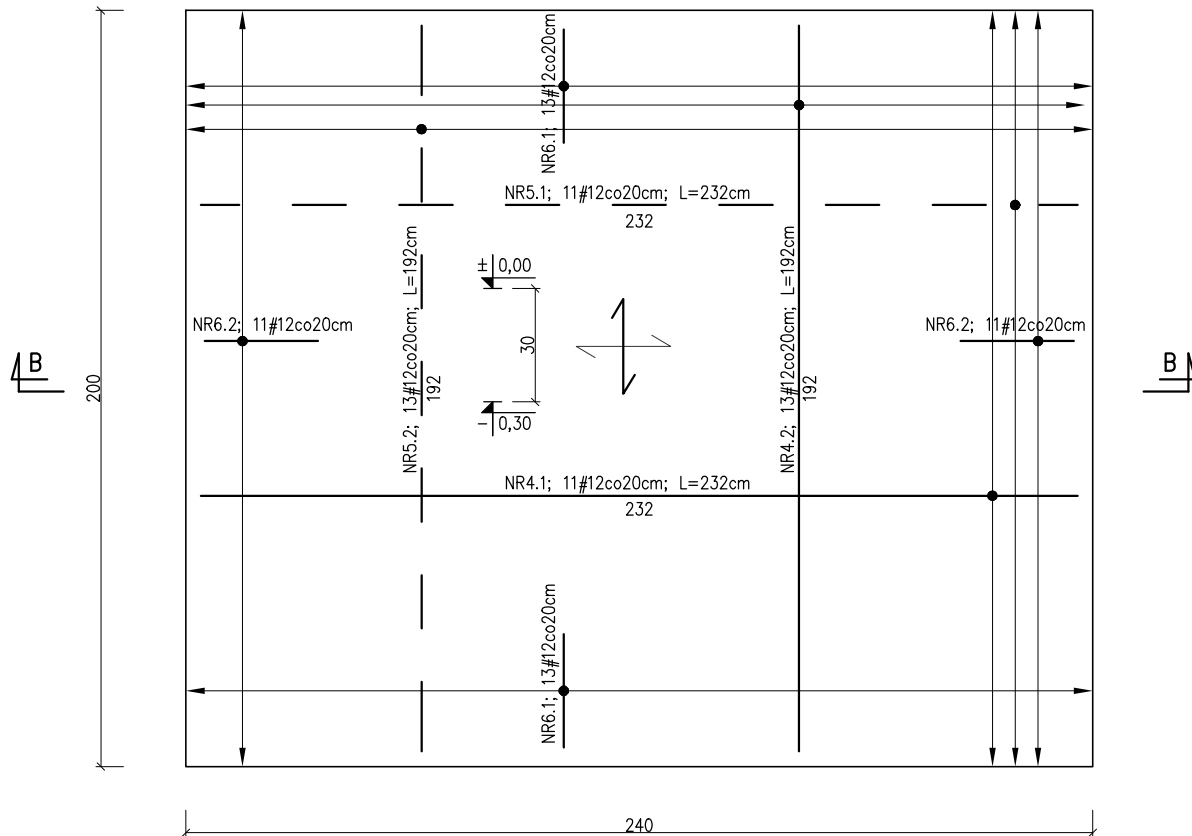 NR6.1; 13#12co20cm
NR5.1; 11#12co20cm; L=232cm
232
± 0,00
30
- 0,30
NR5.2; 13#12co20cm; L=192cm
192
NR4.2; 13#12co20cm; L=192cm
192
NR6.2; 11#12co20cm
NR6.2; 11#12co20cm
B
B
200
NR4.1; 11#12co20cm; L=232cm
232
NR6.1; 13#12co20cm
240